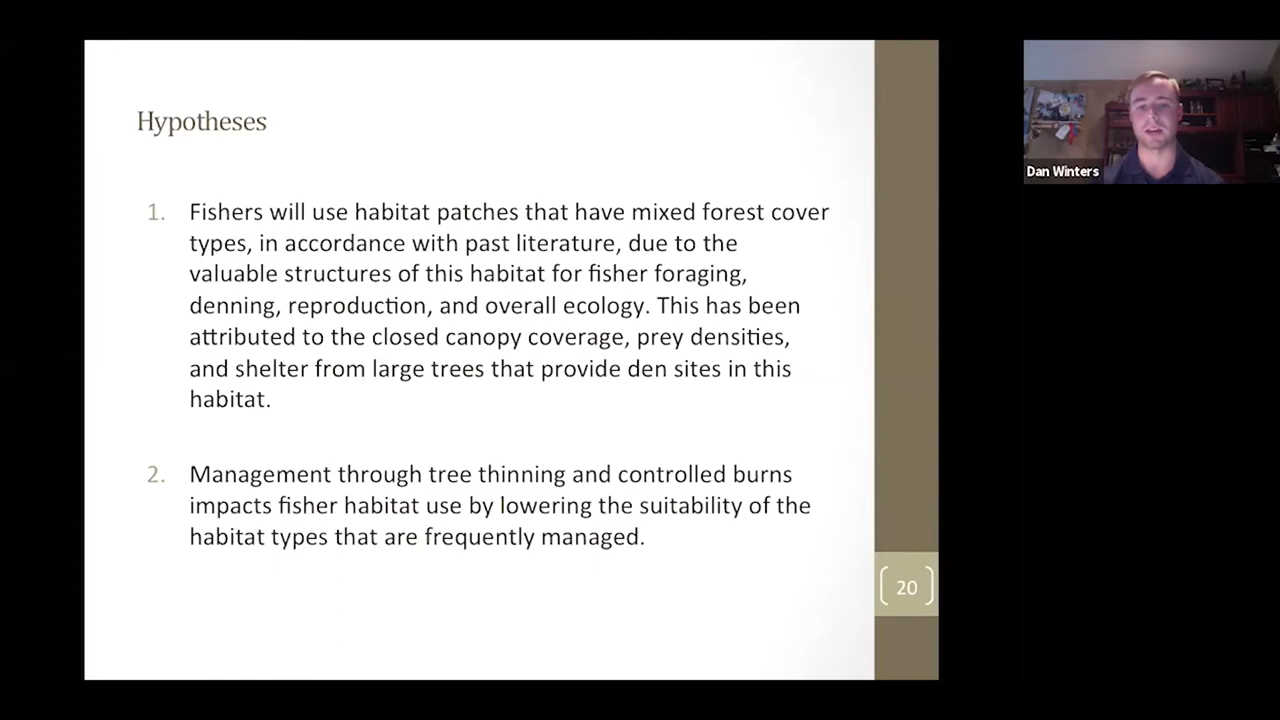 Hypotheses
1. Fishers will use habitat patches that have mixed forest cover
types, in accordance with past literature, due to the
valuable structures of this habitat for fisher foraging,
denning, reproduction, and overall ecology. This has been
attributed to the closed canopy coverage, prey densities,
and shelter from large trees that provide den sites in this
habitat.
2. Management through tree thinning and controlled burns
impacts fisher habitat use by lowering the suitability of the
habitat types that are frequently managed.
20
Dan Winters